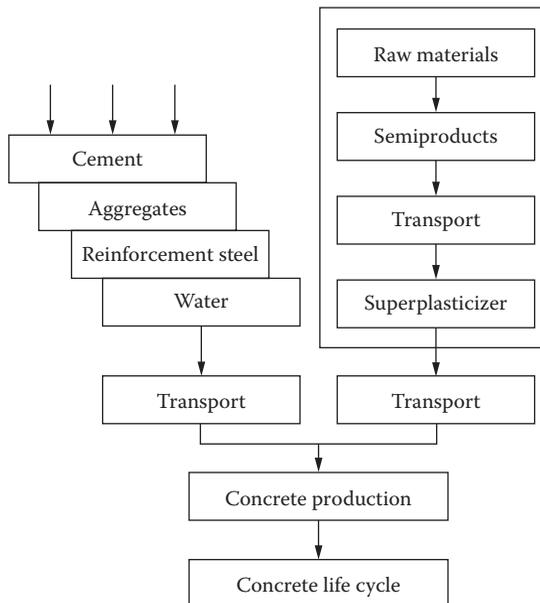 Raw materials
Semiproducts
Transport
Superplasticizer
Cement
Aggregates
Reinforcement steel
Water
Transport
Transport
Concrete production
Concrete life cycle